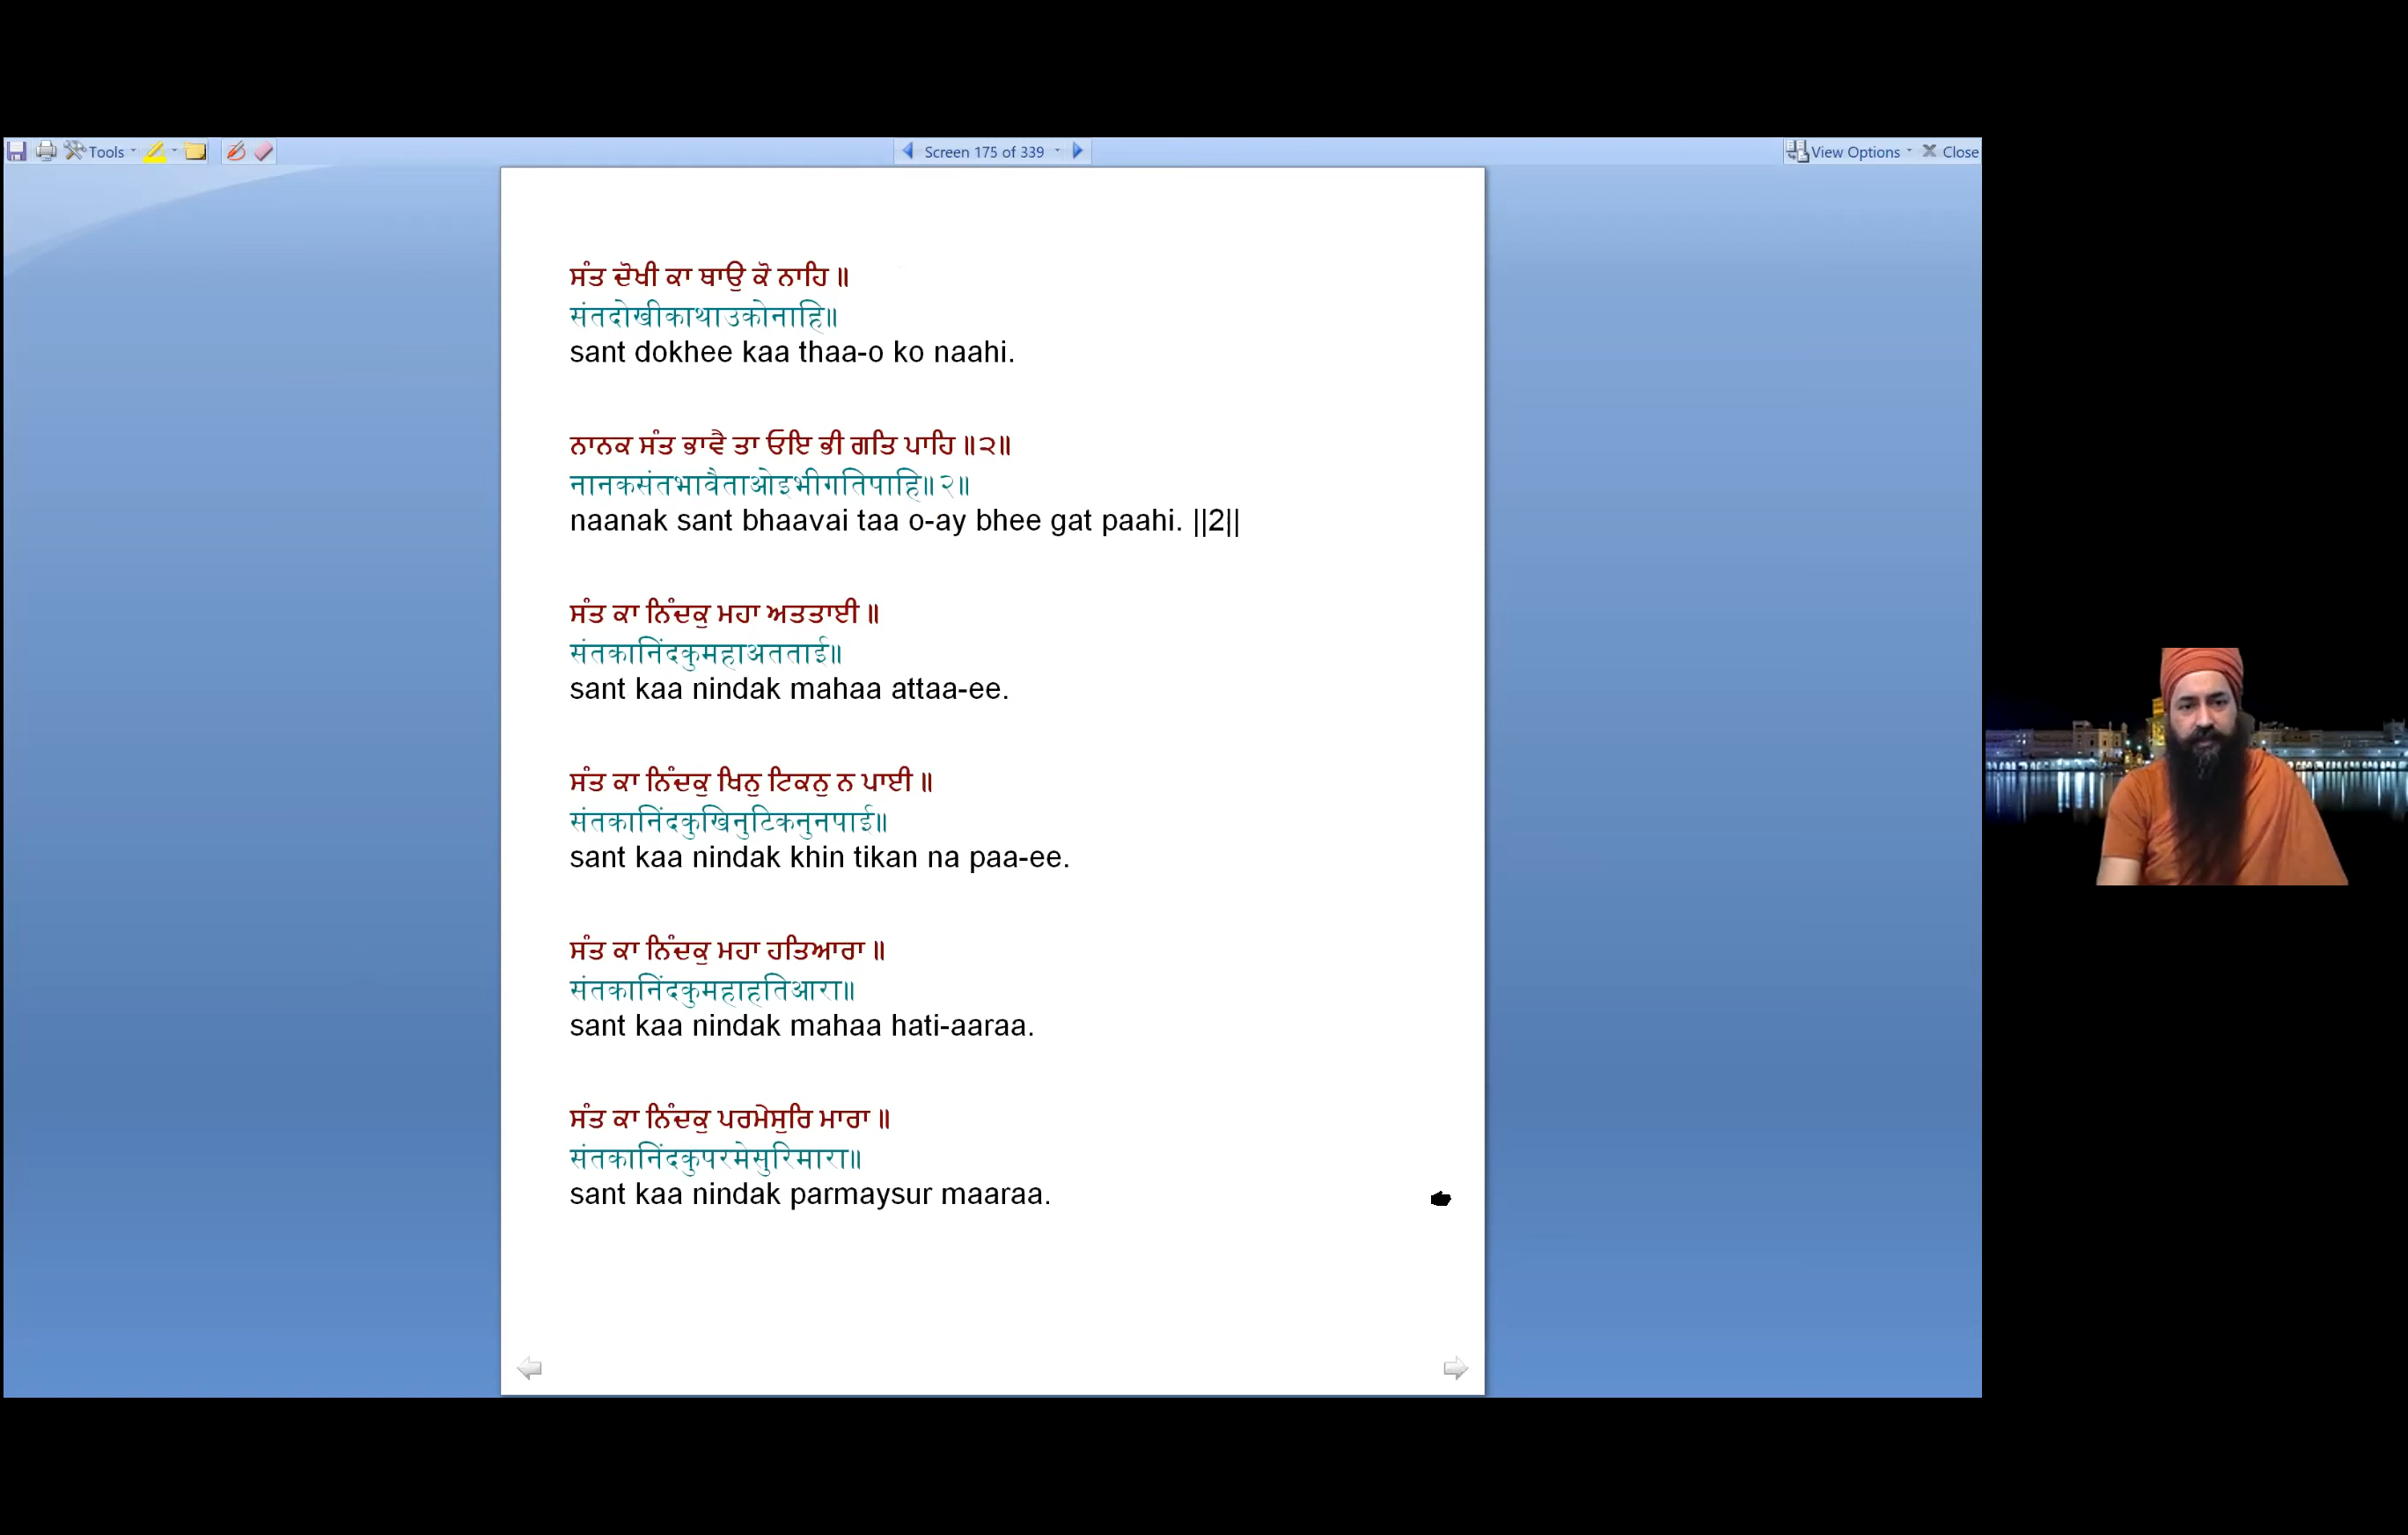 Tools
Screen 175 of 339
View Options
Close
ਸੰਤ ਦੋਖੀ ਕਾ ਥਾਉ ਕੋ ਨਾਹਿ ॥
संतदोखीकाथाउकोनाहि॥
sant dokhee kaa thaa-o ko naahi.
ਨਾਨਕ ਸੰਤ ਭਾਵੈ ਤਾ ਓਇ ਭੀ ਗਤਿ ਪਾਹਿ ॥੨॥
नानकसंतभावैताओइभीगतिपाहि॥२॥
naanak sant bhaavai taa o-ay bhee gat paahi. ||2||
ਸੰਤ ਕਾ ਨਿੰਦਕੁ ਮਹਾ ਅਤਤਾਈ ॥
संतकानिंदकुमहाअतताई॥
sant kaa nindak mahaa attaa-ee.
ਸੰਤ ਕਾ ਨਿੰਦਕੁ ਖਿਨੁ ਟਿਕਨੁ ਨ ਪਾਈ ॥
संतकानिंदकुखिनुटिकनुनपाई॥
sant kaa nindak khin tikan na paa-ee.
ਸੰਤ ਕਾ ਨਿੰਦਕੁ ਮਹਾ ਹਤਿਆਰਾ ॥
संतकानिंदकुमहाहतिआरा॥
sant kaa nindak mahaa hati-aaraa.
ਸੰਤ ਕਾ ਨਿੰਦਕੁ ਪਰਮੇਸੁਰਿ ਮਾਰਾ ॥
संतकानिंदकुपरमेसुरिमारा॥
sant kaa nindak parmaysur maaraa.